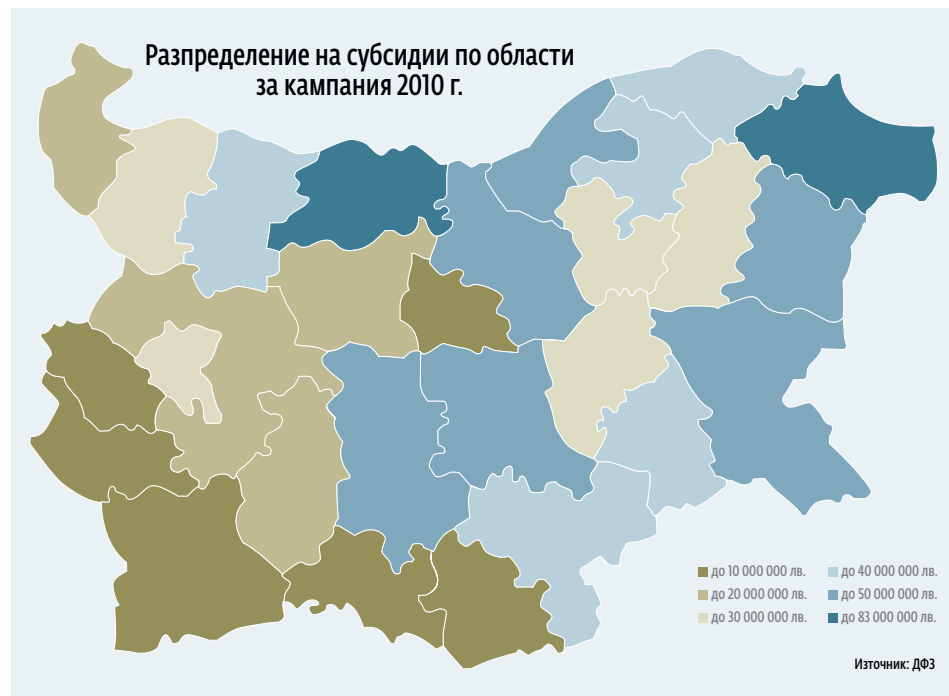 Разпределение на субсидии по области
за кампания 2010 г.
до 10 000 000 лв.
до 20 000 000 лв.
до 30 000 000 лв.
до 40 000 000 лв.
до 50 000 000 лв.
до 83 000 000 лв.
Източник: ДФЗ